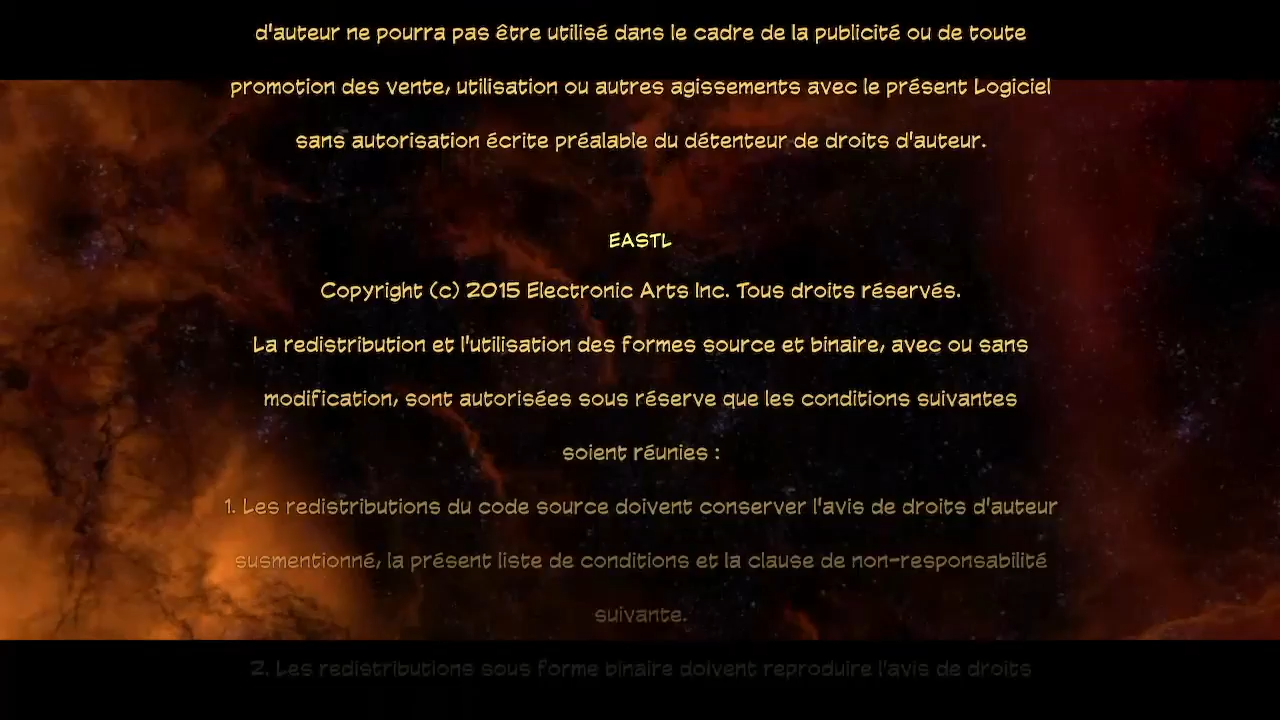 d'auteur ne pourra pas être utilisé dans le cadre de la publicité ou de toute
promotion des vente, utilisation ou autres agissements avec le présent Logiciel
sans autorisation écrite préalable du détenteur de droits d'auteur.
EASTL
Copyright (c) 2015 Electronic Arts Inc. Tous droits réservés.
La redistribution et l'utilisation des formes source et binaire, avec ou sans
modification, sont autorisées sous réserve que les conditions suivantes
soient réunies :
1. Les redistributions du code source doivent conserver l'avis de droits d'auteur
susmentionné, la présent liste de conditions et la clause de non-responsabilité
suivante.
2. Les redistributions sous forme binaire doivent reproduire l'avis de droits